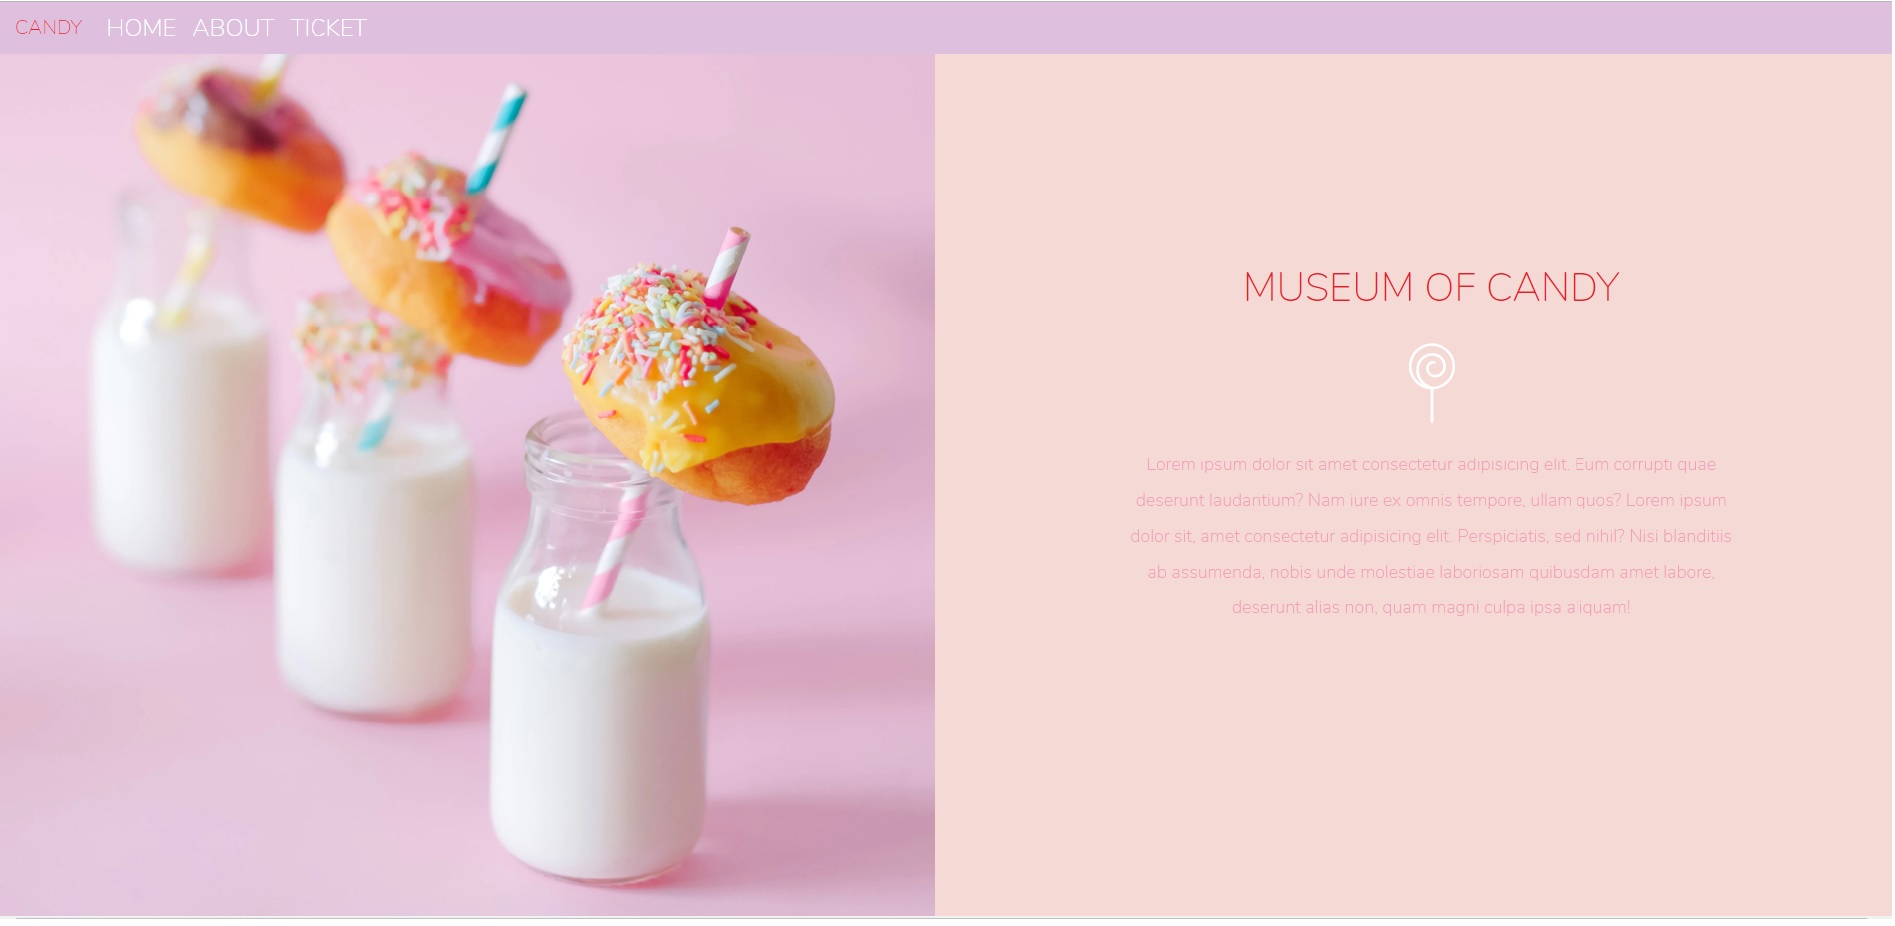 CANDY HOME ABOUT TICKET
MUSEUM OF CANDY
Lorem ipsum dolor sit amet consectetur adipisicing elit. Eum corrupti quae
deserunt laudantium? Nam iure ex omnis tempore, ullam quos? Lorem ipsum
dolor sit, amet consectetur adipisicing elit. Perspiciatis, sed nihil? Nisi blanditiis
ab assumenda, nobis unde molestiae laboriosam quibusdam amet labore,
deserunt alias non, quam magni culpa ipsa aliquam!